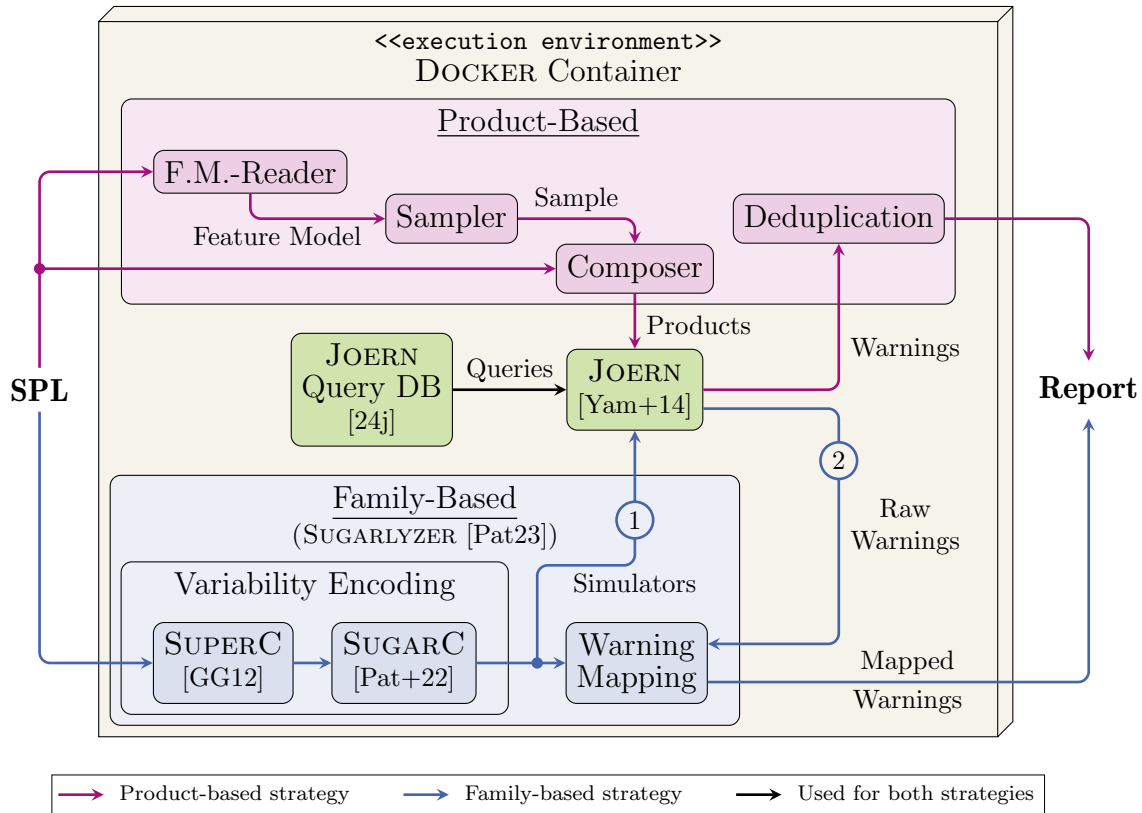 <<execution environment>>
DOCKER Container
Product-Based
F.M.-Reader
Sampler
Sample
Deduplication
Feature Model
Composer
Products
JOERN
Query DB
[24j]
Queries
JOERN
[Yam+14]
Warnings
SPL
Report
2
Family-Based
(SUGARLYZER [Pat23])
1
Raw
Warnings
Variability Encoding
Simulators
SUPERC
[GG12]
SUGARC
[Pat+22]
Warning
Mapping
Mapped
Warnings
Product-based strategy
Family-based strategy
Used for both strategies